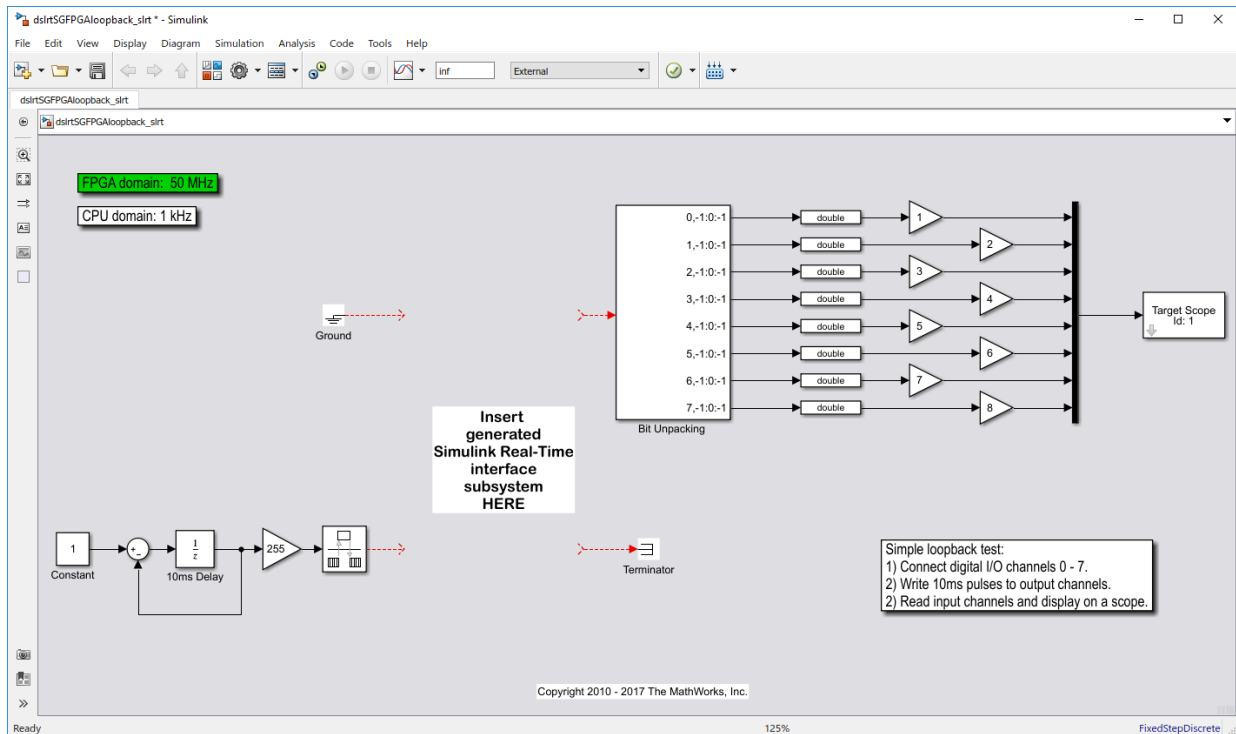 dslrtSGFPGAloopback_slrt * - Simulink
File Edit View Display Diagram Simulation Analysis Code Tools Help
inf External
dslrtSGFPGAloopback_slrt
dslrtSGFPGAloopback_slrt
FPGA domain: 50 MHz
CPU domain: 1 kHz
0,-1:0:-1 double 1
1,-1:0:-1 double 2
2,-1:0:-1 double 3
3,-1:0:-1 double 4
4,-1:0:-1 double 5
5,-1:0:-1 double 6
6,-1:0:-1 double 7
7,-1:0:-1 double 8
Bit Unpacking
Target Scope
Id: 1
Ground
Insert
generated
Simulink Real-Time
interface
subsystem
HERE
1
Constant
+-
1
z
10ms Delay
255
Terminator
Simple loopback test:
1) Connect digital I/O channels 0 - 7.
2) Write 10ms pulses to output channels.
2) Read input channels and display on a scope.
Copyright 2010 - 2017 The MathWorks, Inc.
Ready 125% FixedStepDiscrete